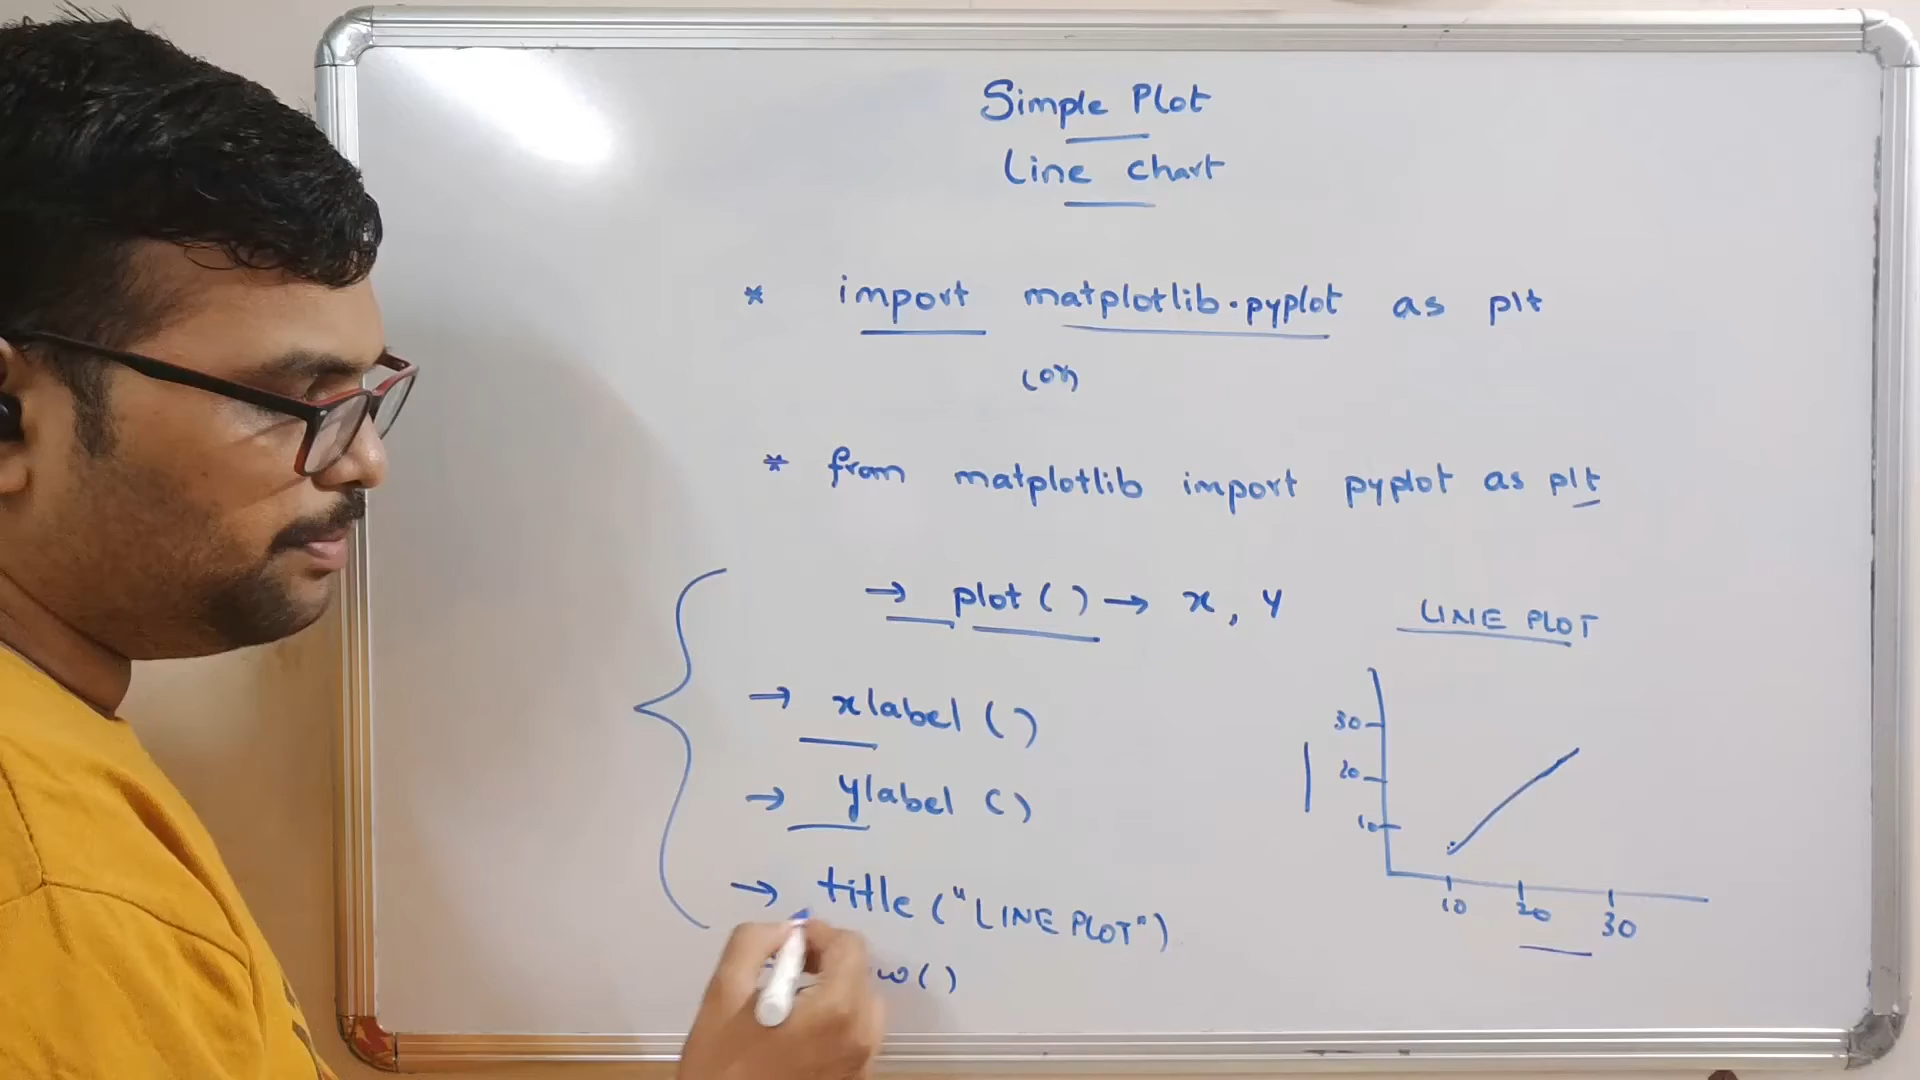 Simple Plot
Line chart
* import matplotlib.pyplot as plt
(or)
* from matplotlib import pyplot as plt
→ plot ( ) → x, y
→ xlabel ( )
→ ylabel ( )
→ title ("LINE PLOT")
w ( )
LINE PLOT
30
20
10
10 20 30